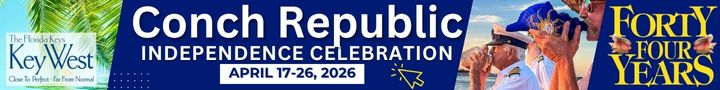 The Florida Keys
Key West
Close To Perfect - Far From Normal
Conch Republic
INDEPENDENCE CELEBRATION
APRIL 17-26, 2026
FORTY
FOUR
YEARS